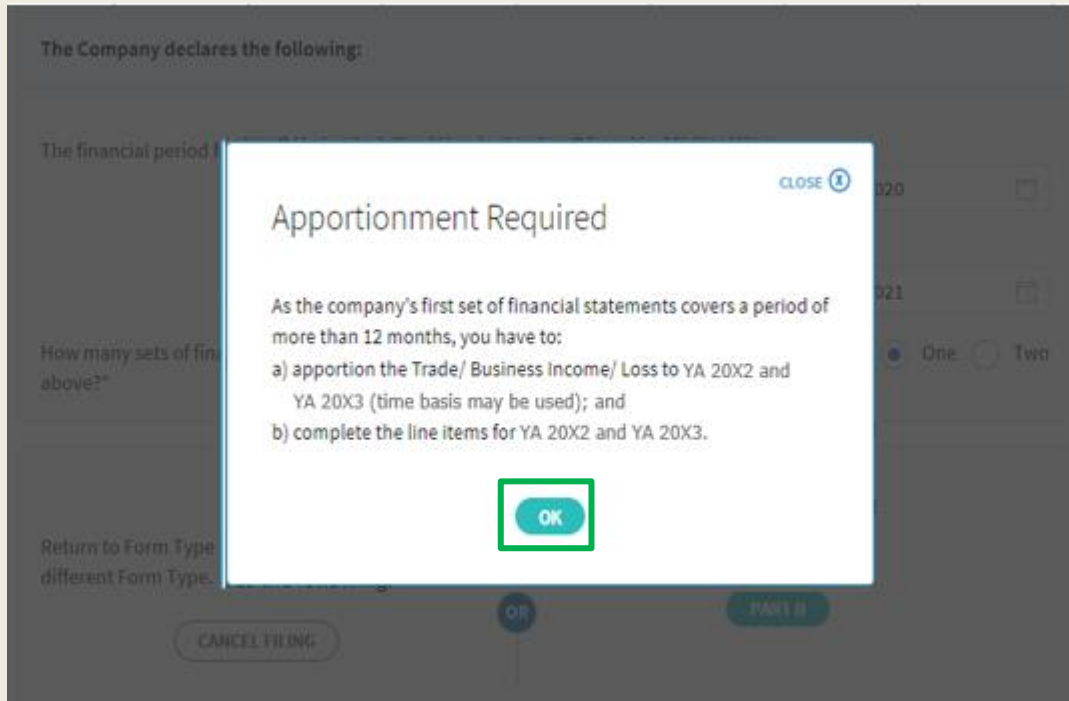 The Company declares the following:
The financial period
CLOSE X
020
Apportionment Required
As the company's first set of financial statements covers a period of
021
more than 12 months, you have to:
How many sets of fin
One
Two
above?*
a) apportion the Trade/ Business Income/ Loss to YA 20X2 and
YA 20X3 (time basis may be used); and
b) complete the line items for YA 20X2 and YA 20X3.
OK
Return to Form Type
different Form Type.
OR
PART II
CANCEL FILING